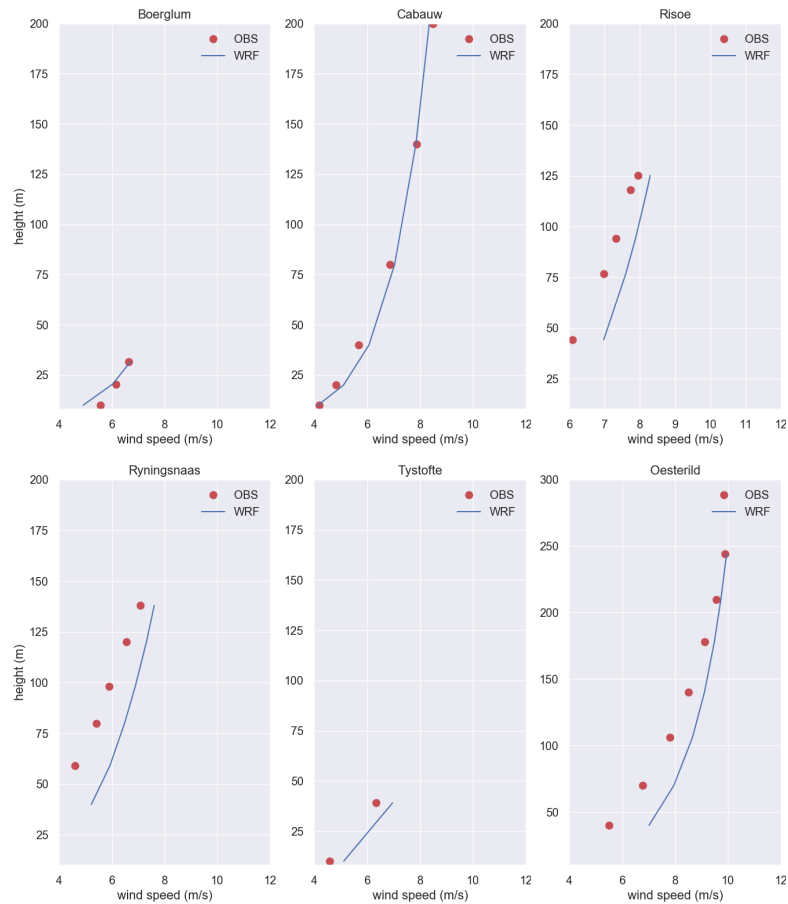 Boerglum
200
175
150
125
100
75
50
25
height (m)
4 6 8 10 12
wind speed (m/s)
OBS
WRF
Cabauw
200
175
150
125
100
75
50
25
4 6 8 10 12
wind speed (m/s)
OBS
WRF
Risoe
200
175
150
125
100
75
50
25
6 7 8 9 10 11 12
wind speed (m/s)
OBS
WRF
Ryningsnaas
200
175
150
125
100
75
50
25
height (m)
4 6 8 10 12
wind speed (m/s)
OBS
WRF
Tystofte
200
175
150
125
100
75
50
25
4 6 8 10 12
wind speed (m/s)
OBS
WRF
Oesterild
300
250
200
150
100
50
4 6 8 10 12
wind speed (m/s)
OBS
WRF